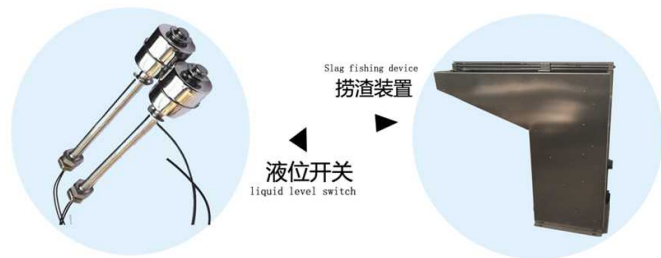 Slag fishing device
捞渣装置
液位开关
liquid level switch